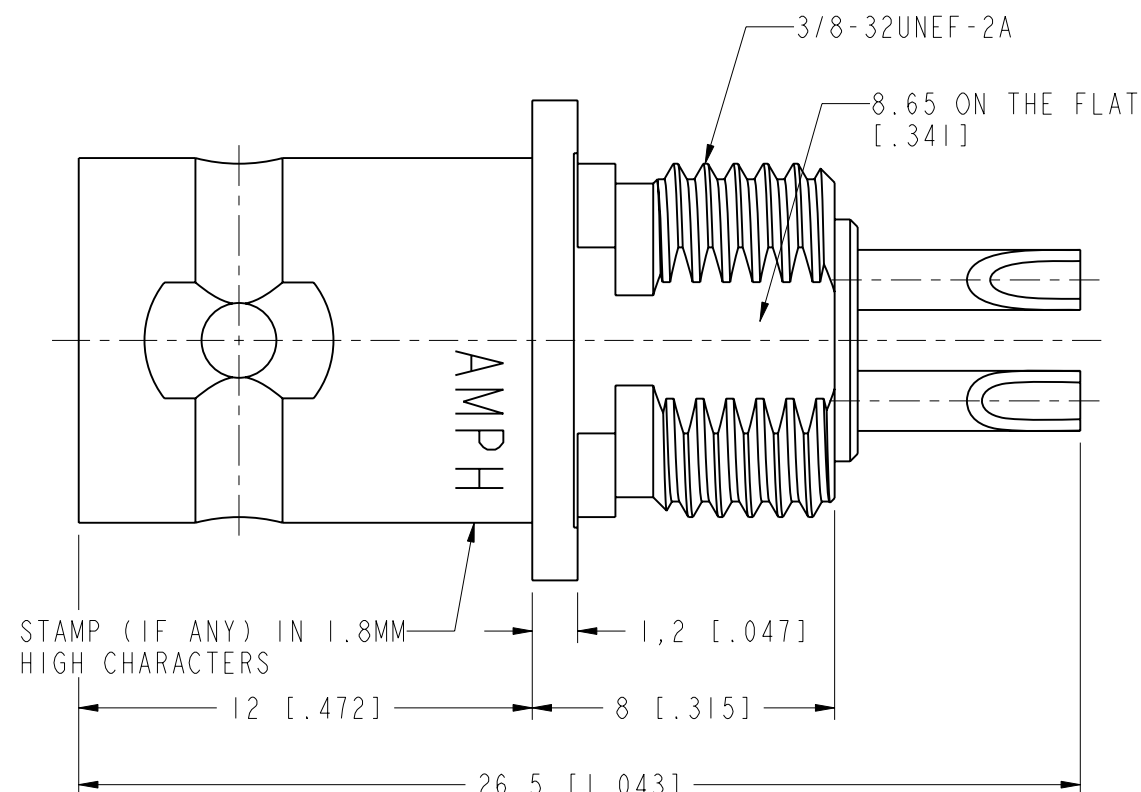 3/8-32UNEF-2A
8.65 ON THE FLAT
[.341]
AMPH
STAMP (IF ANY) IN 1.8MM
HIGH CHARACTERS
1,2 [.047]
12 [.472]
8 [.315]
26.5 [1.043]